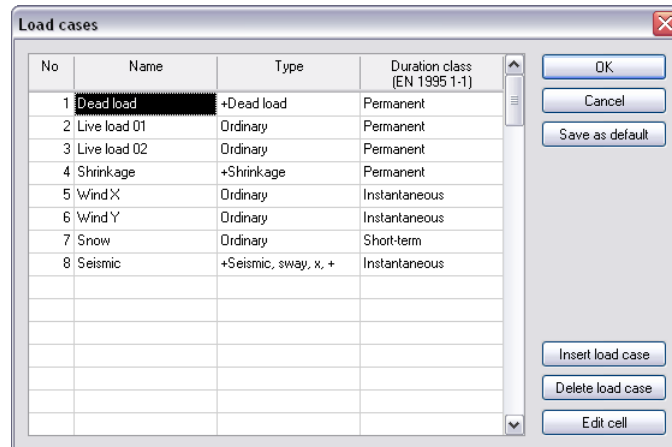 Load cases
No Name Type Duration class
(EN 1995 1-1)
1 Dead load +Dead load Permanent
2 Live load 01 Ordinary Permanent
3 Live load 02 Ordinary Permanent
4 Shrinkage +Shrinkage Permanent
5 Wind X Ordinary Instantaneous
6 Wind Y Ordinary Instantaneous
7 Snow Ordinary Short-term
8 Seismic +Seismic, sway, x, + Instantaneous
OK
Cancel
Save as default
Insert load case
Delete load case
Edit cell